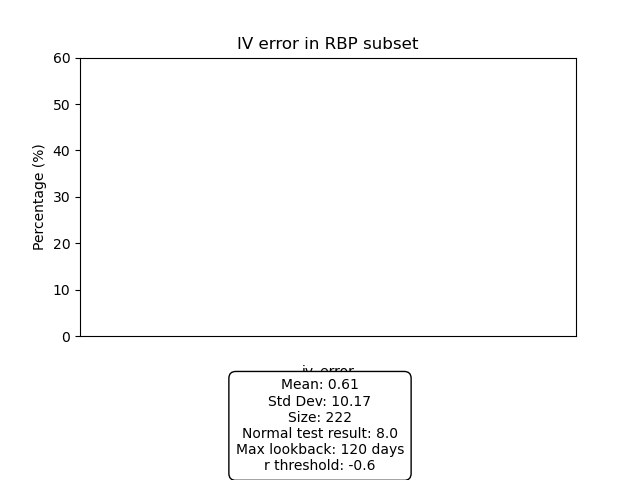 IV error in RBP subset
60
50
40
30
20
10
0
Percentage (%)
iv_error
Mean: 0.61
Std Dev: 10.17
Size: 222
Normal test result: 8.0
Max lookback: 120 days
r threshold: -0.6